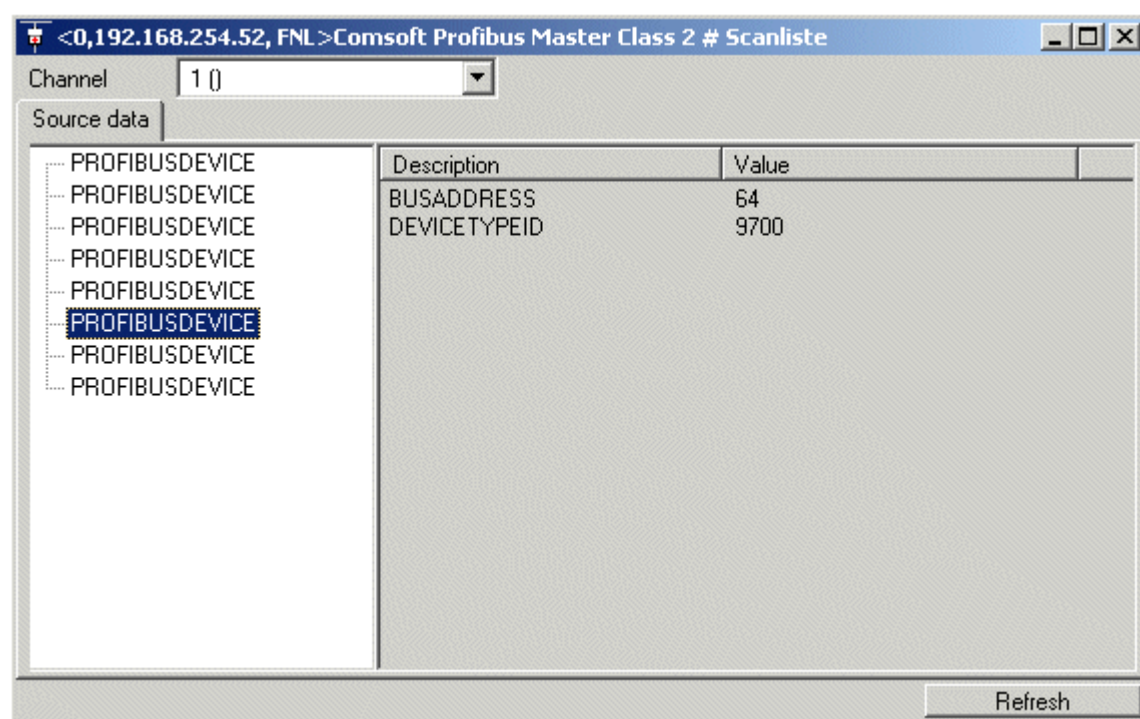 <0,192.168.254.52, FNL>Comsoft Profibus Master Class 2 # Scanliste
Channel 1 ()
Source data
PROFIBUSDEVICE
PROFIBUSDEVICE
PROFIBUSDEVICE
PROFIBUSDEVICE
PROFIBUSDEVICE
PROFIBUSDEVICE
PROFIBUSDEVICE
PROFIBUSDEVICE
Description Value
BUSADDRESS 64
DEVICETYPEID 9700
Refresh